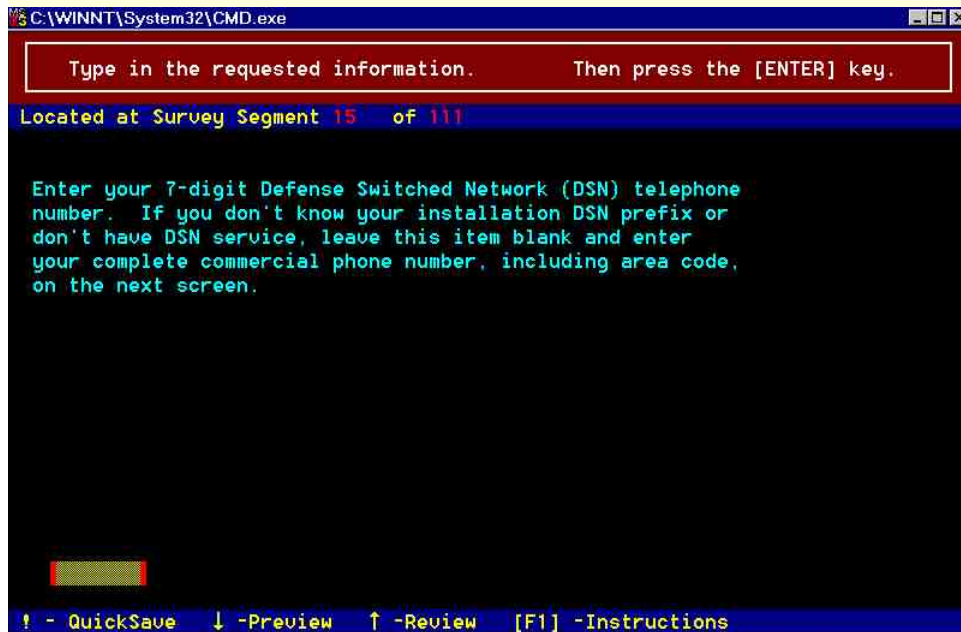 C:\WINNT\System32\CMD.exe
Type in the requested information. Then press the [ENTER] key.
Located at Survey Segment 15 of 111
Enter your 7-digit Defense Switched Network (DSN) telephone
number. If you don't know your installation DSN prefix or
don't have DSN service, leave this item blank and enter
your complete commercial phone number, including area code,
on the next screen.
! - QuickSave ↓ -Preview ↑ -Review [F1] -Instructions